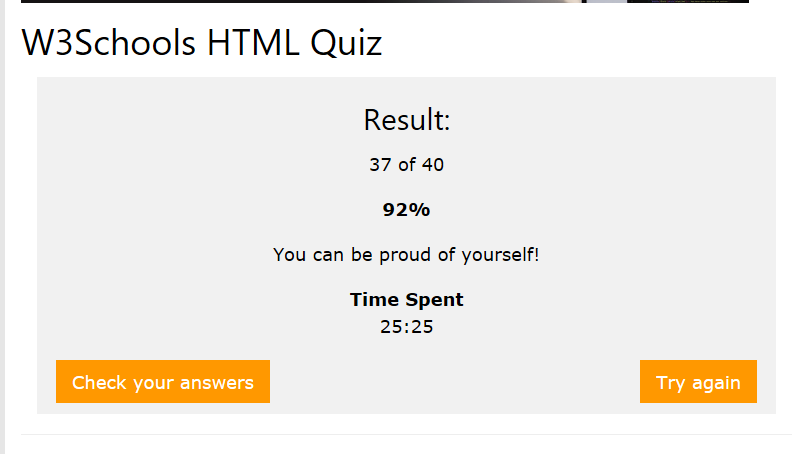 W3Schools HTML Quiz
Result:
37 of 40
92%
You can be proud of yourself!
Time Spent
25:25
Check your answers
Try again